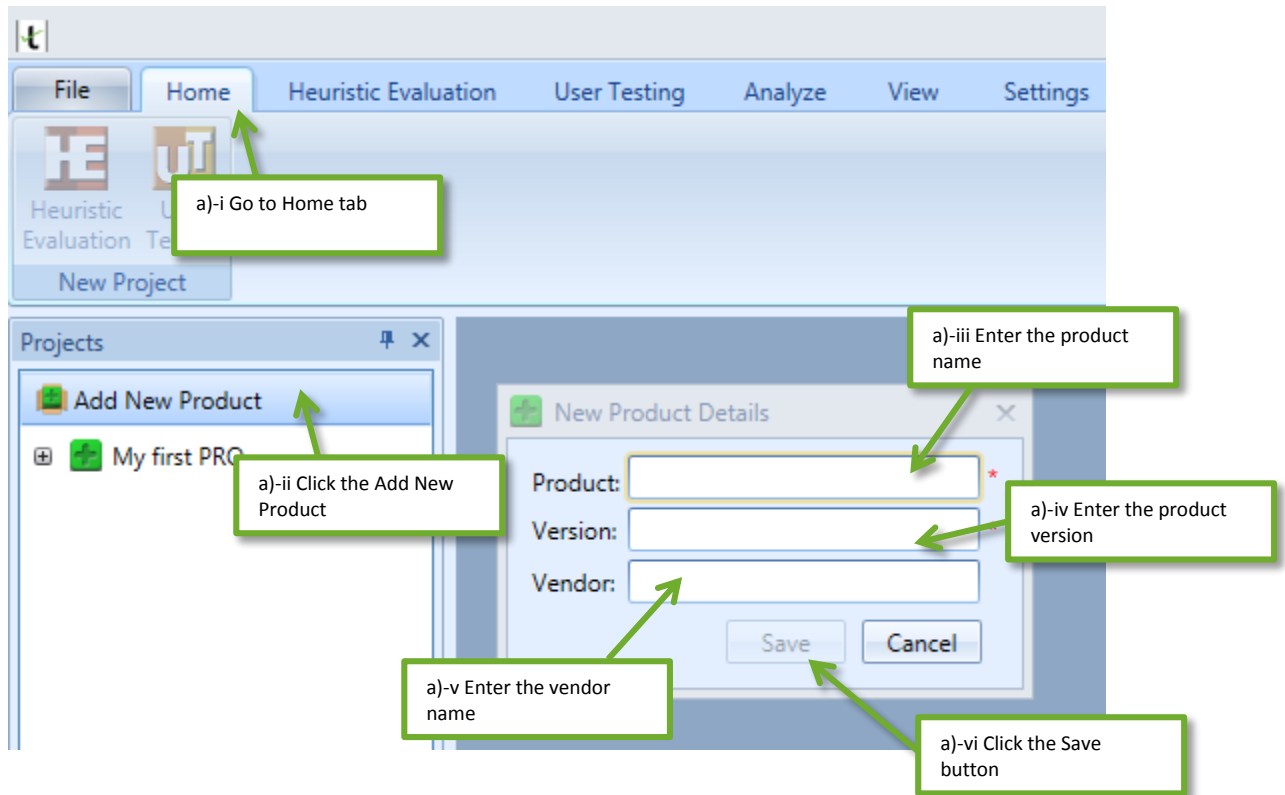 File Home Heuristic Evaluation User Testing Analyze View Settings
Heuristic
Evaluation
New Project
a)-i Go to Home tab
Projects
Add New Product
My first PRO
a)-ii Click the Add New
Product
New Product Details
Product: *
Version:
Vendor:
Save Cancel
a)-iii Enter the product
name
a)-iv Enter the product
version
a)-v Enter the vendor
name
a)-vi Click the Save
button